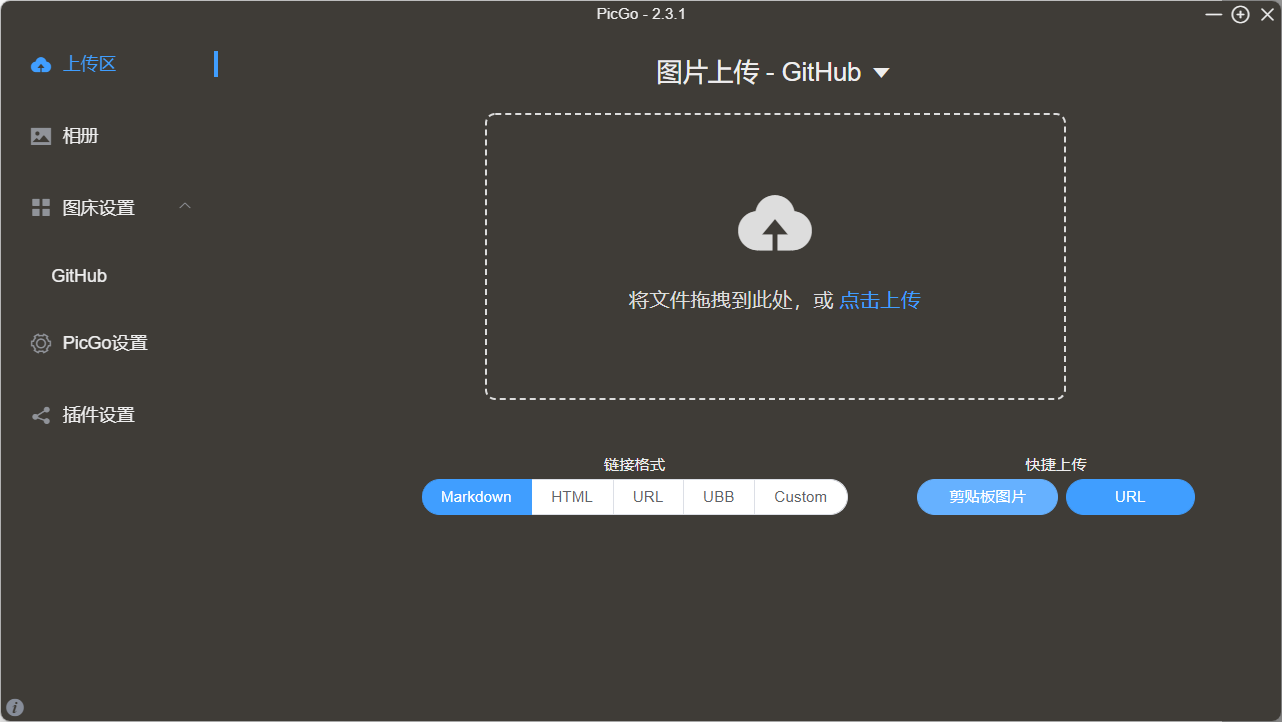 PicGo - 2.3.1
上传区
相册
图床设置
GitHub
PicGo设置
插件设置
图片上传 - GitHub
将文件拖拽到此处，或 点击上传
链接格式
Markdown HTML URL UBB Custom
快捷上传
剪贴板图片 URL